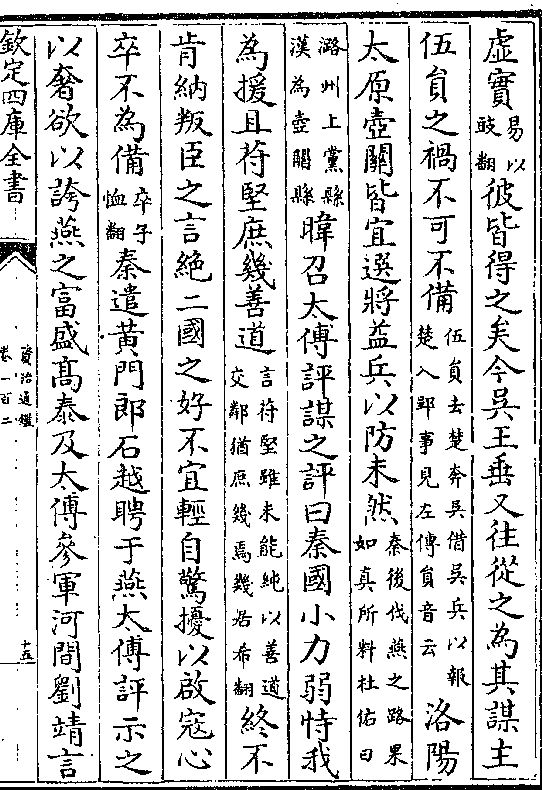 虚實易以豉翻彼皆得之矣今吳王垂又往從之為其謀主
伍員之禍不可不備伍員去楚奔吳借吳兵以報楚入郢事見左傳員音云洛陽
太原壺關皆宜選將益兵以防未然秦後伐燕之路果如真所料杜佑曰
潞州上黨縣漢為壺關縣暐召太傅評謀之評曰秦國小力弱恃我
為援且苻堅庶幾善道言苻堅雖未能純以善道交鄰猶庶幾焉幾居希翻終不
肯納叛臣之言絶二國之好不宜輕自驚擾以啟寇心
卒不為備卒子恤翻秦遣黃門郎石越聘于燕太傅評示之
以奢欲以誇燕之富盛髙泰及太傅參軍河間劉靖言
欽定四庫全書
資治通鑑
卷一百二
十五